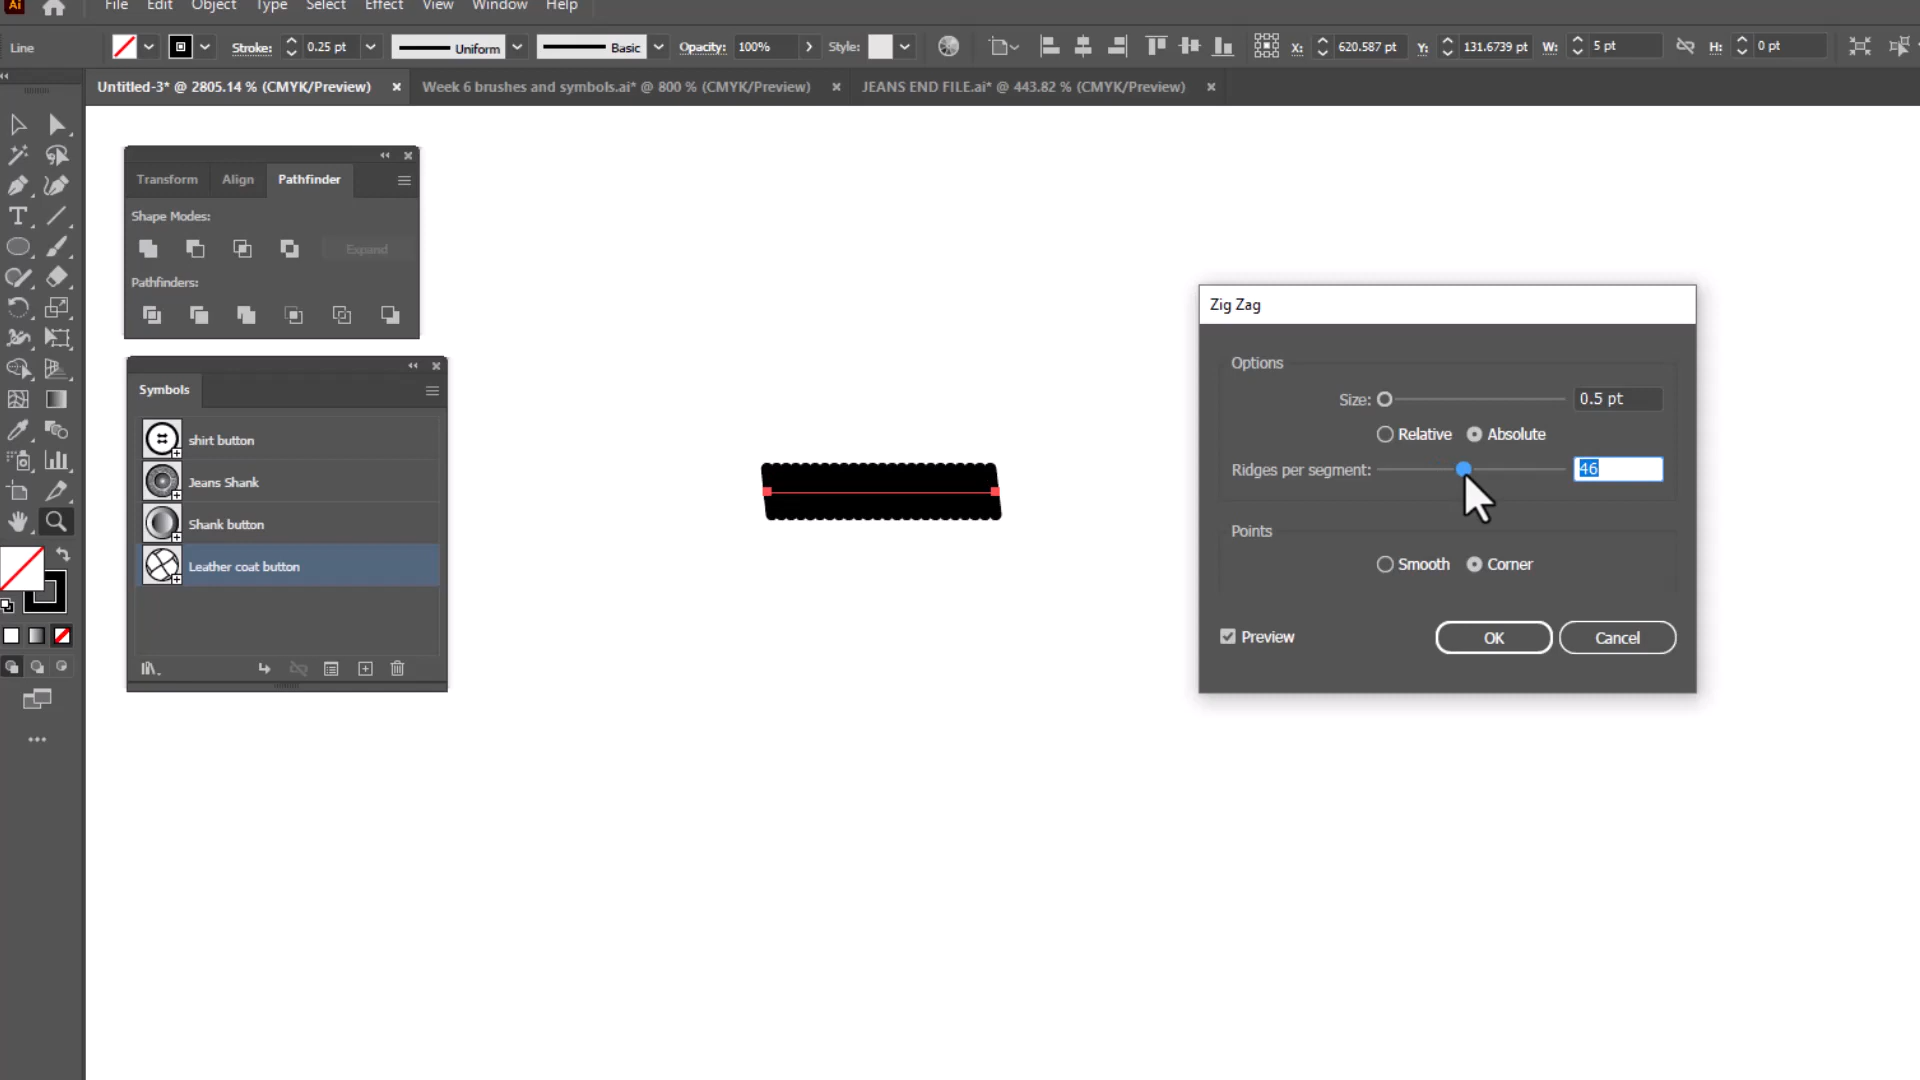 Ai File Edit Object Type Select Effect View Window Help
Line Stroke: 0.25 pt Uniform Basic Opacity: 100% Style: X: 620.587 pt Y: 131.6739 pt W: 5 pt H: 0 pt
Untitled-3* @ 2805.14 % (CMYK/Preview) × Week 6 brushes and symbols.ai* @ 800 % (CMYK/Preview) × JEANS END FILE.ai* @ 443.82 % (CMYK/Preview) ×
Transform Align Pathfinder
Shape Modes:
Expand
Pathfinders:
Symbols
shirt button
Jeans Shank
Shank button
Leather coat button
Zig Zag
Options
Size: 0.5 pt
Relative Absolute
Ridges per segment: 46
Points
Smooth Corner
Preview OK Cancel